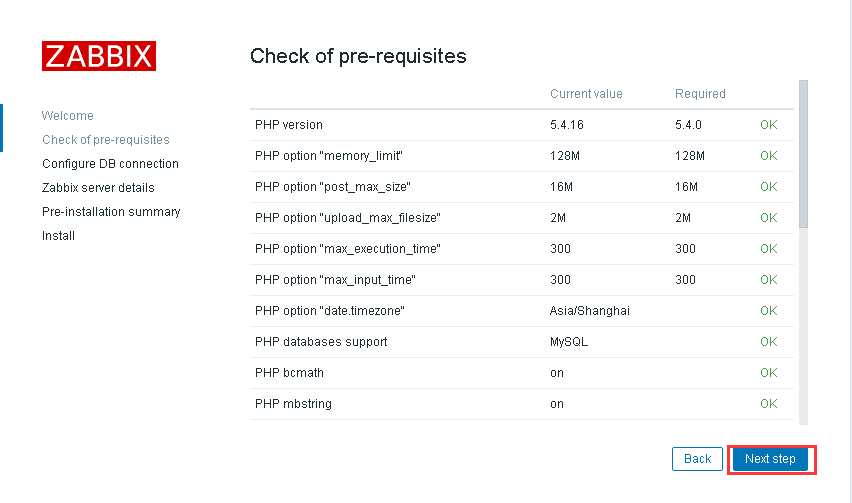 ZABBIX
Check of pre-requisites
Welcome
Check of pre-requisites
Configure DB connection
Zabbix server details
Pre-installation summary
Install
Current value Required
PHP version 5.4.16 5.4.0 OK
PHP option "memory_limit" 128M 128M OK
PHP option "post_max_size" 16M 16M OK
PHP option "upload_max_filesize" 2M 2M OK
PHP option "max_execution_time" 300 300 OK
PHP option "max_input_time" 300 300 OK
PHP option "date.timezone" Asia/Shanghai OK
PHP databases support MySQL OK
PHP bcmath on OK
PHP mbstring on OK
Back Next step